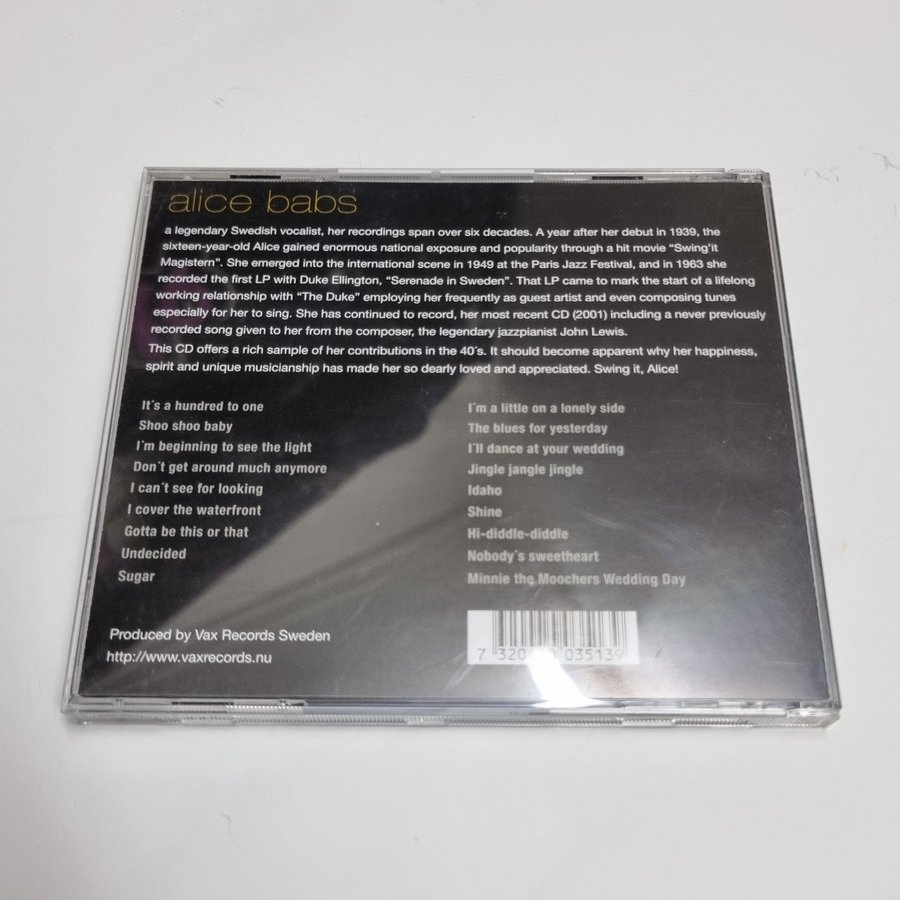 alice babs
a legendary Swedish vocalist, her recordings span over six decades. A year after her debut in 1939, the
sixteen-year-old Alice gained enormous national exposure and popularity through a hit movie "Swing'it
Magistern". She emerged into the international scene in 1949 at the Paris Jazz Festival, and in 1963 she
recorded the first LP with Duke Ellington, "Serenade in Sweden". That LP came to mark the start of a lifelong
working relationship with "The Duke" employing her frequently as guest artist and even composing tunes
especially for her to sing. She has continued to record, her most recent CD (2001) including a never previously
recorded song given to her from the composer, the legendary jazzpianist John Lewis.
This CD offers a rich sample of her contributions in the 40´s. It should become apparent why her happiness,
spirit and unique musicianship has made her so dearly loved and appreciated. Swing it, Alice!
It´s a hundred to one
Shoo shoo baby
I´m beginning to see the light
Don´t get around much anymore
I can´t see for looking
I cover the waterfront
Gotta be this or that
Undecided
Sugar
I´m a little on a lonely side
The blues for yesterday
I´ll dance at your wedding
Jingle jangle jingle
Idaho
Shine
Hi-diddle-diddle
Nobody´s sweetheart
Minnie the Moochers Wedding Day
Produced by Vax Records Sweden
http://www.vaxrecords.nu
7 320 035139